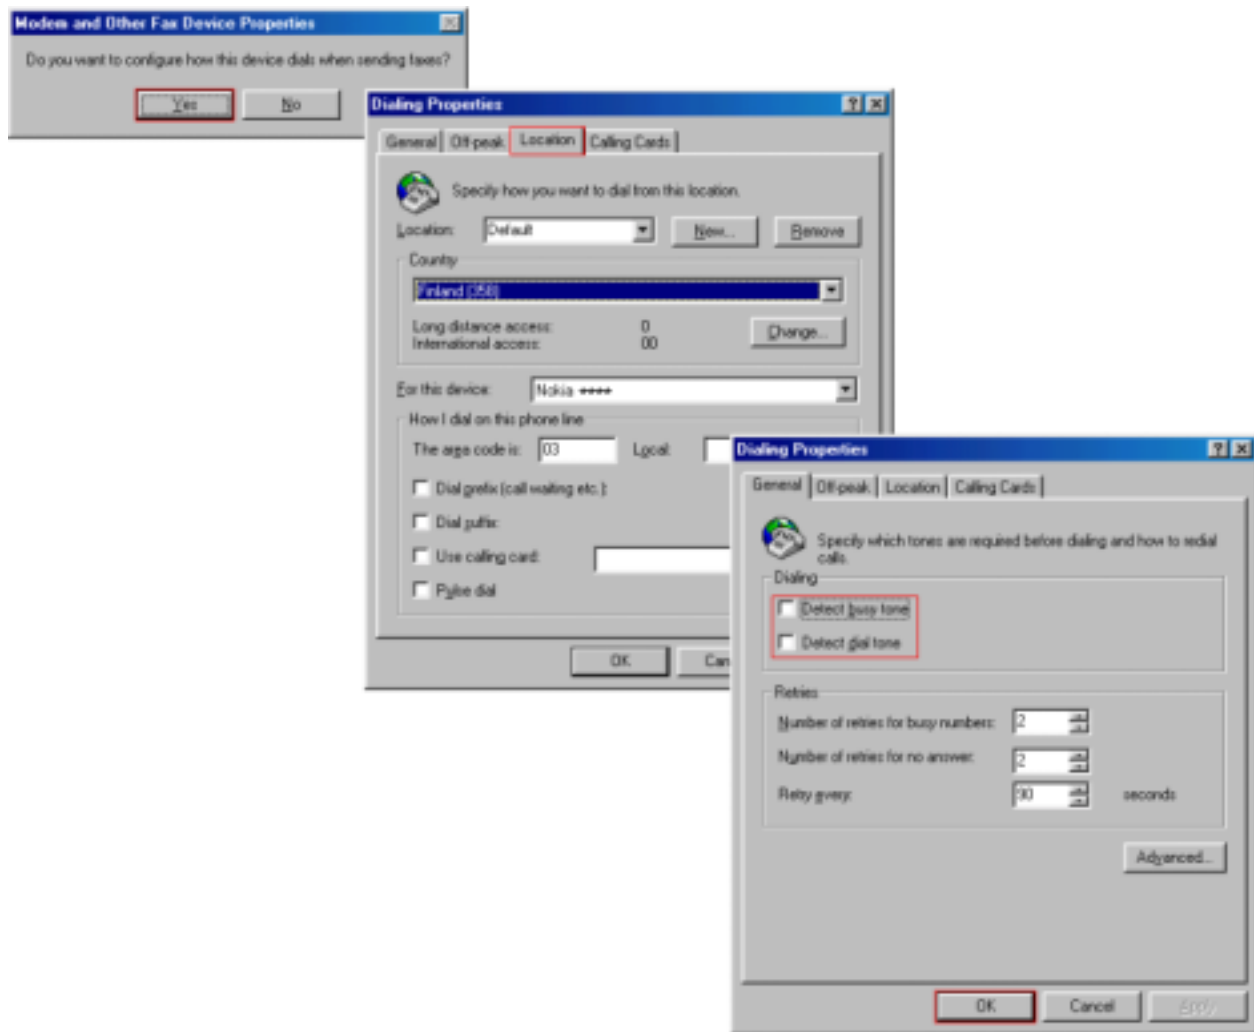 Modem and Other Fax Device Properties
Do you want to configure how this device dials when sending faxes?
Yes No
Dialing Properties
General Off-peak Location Calling Cards
Specify how you want to dial from this location.
Location: Default New... Remove
Country
Finland (358)
Long distance access: 0
International access: 00
Change...
For this device: Nokia ****
How I dial on this phone line
The area code is: 03 Local:
Dial prefix (call waiting etc.):
Dial suffix:
Use calling card:
Pulse dial
OK Can
Dialing Properties
General Off-peak Location Calling Cards
Specify which tones are required before dialing and how to redial
calls.
Dialing
Detect busy tone
Detect dial tone
Retries
Number of retries for busy numbers: 2
Number of retries for no answer: 2
Retry every: 90 seconds
Advanced...
OK Cancel Apply